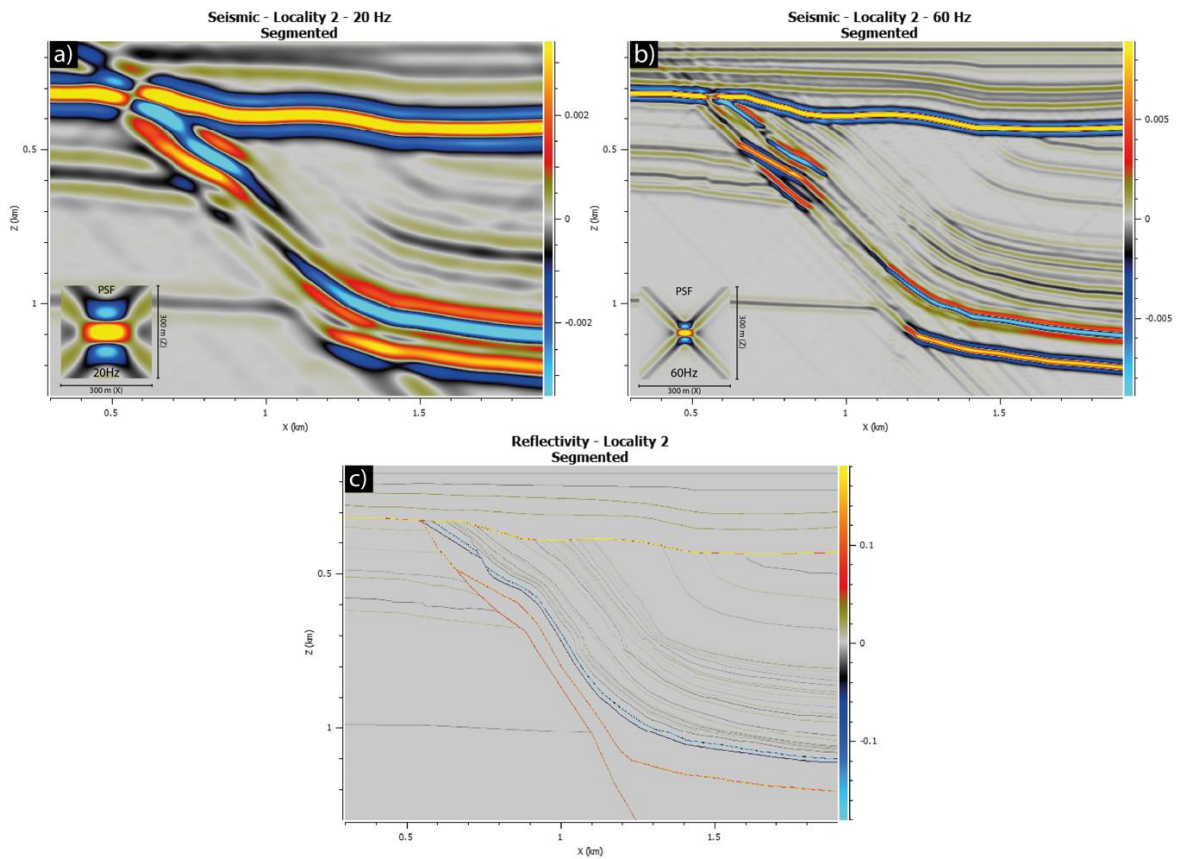 Seismic - Locality 2 - 20 Hz
Segmented
a)
0.5
1
Z (km)
0.5
1
1.5
X (km)
0.002
0
-0.002
PSF
300 m (Z)
20Hz
300 m (X)
Seismic - Locality 2 - 60 Hz
Segmented
b)
0.5
1
Z (km)
0.5
1
1.5
X (km)
0.005
0
-0.005
PSF
300 m (Z)
60Hz
300 m (X)
Reflectivity - Locality 2
Segmented
c)
0.5
1
Z (km)
0.5
1
1.5
X (km)
0.1
0
-0.1